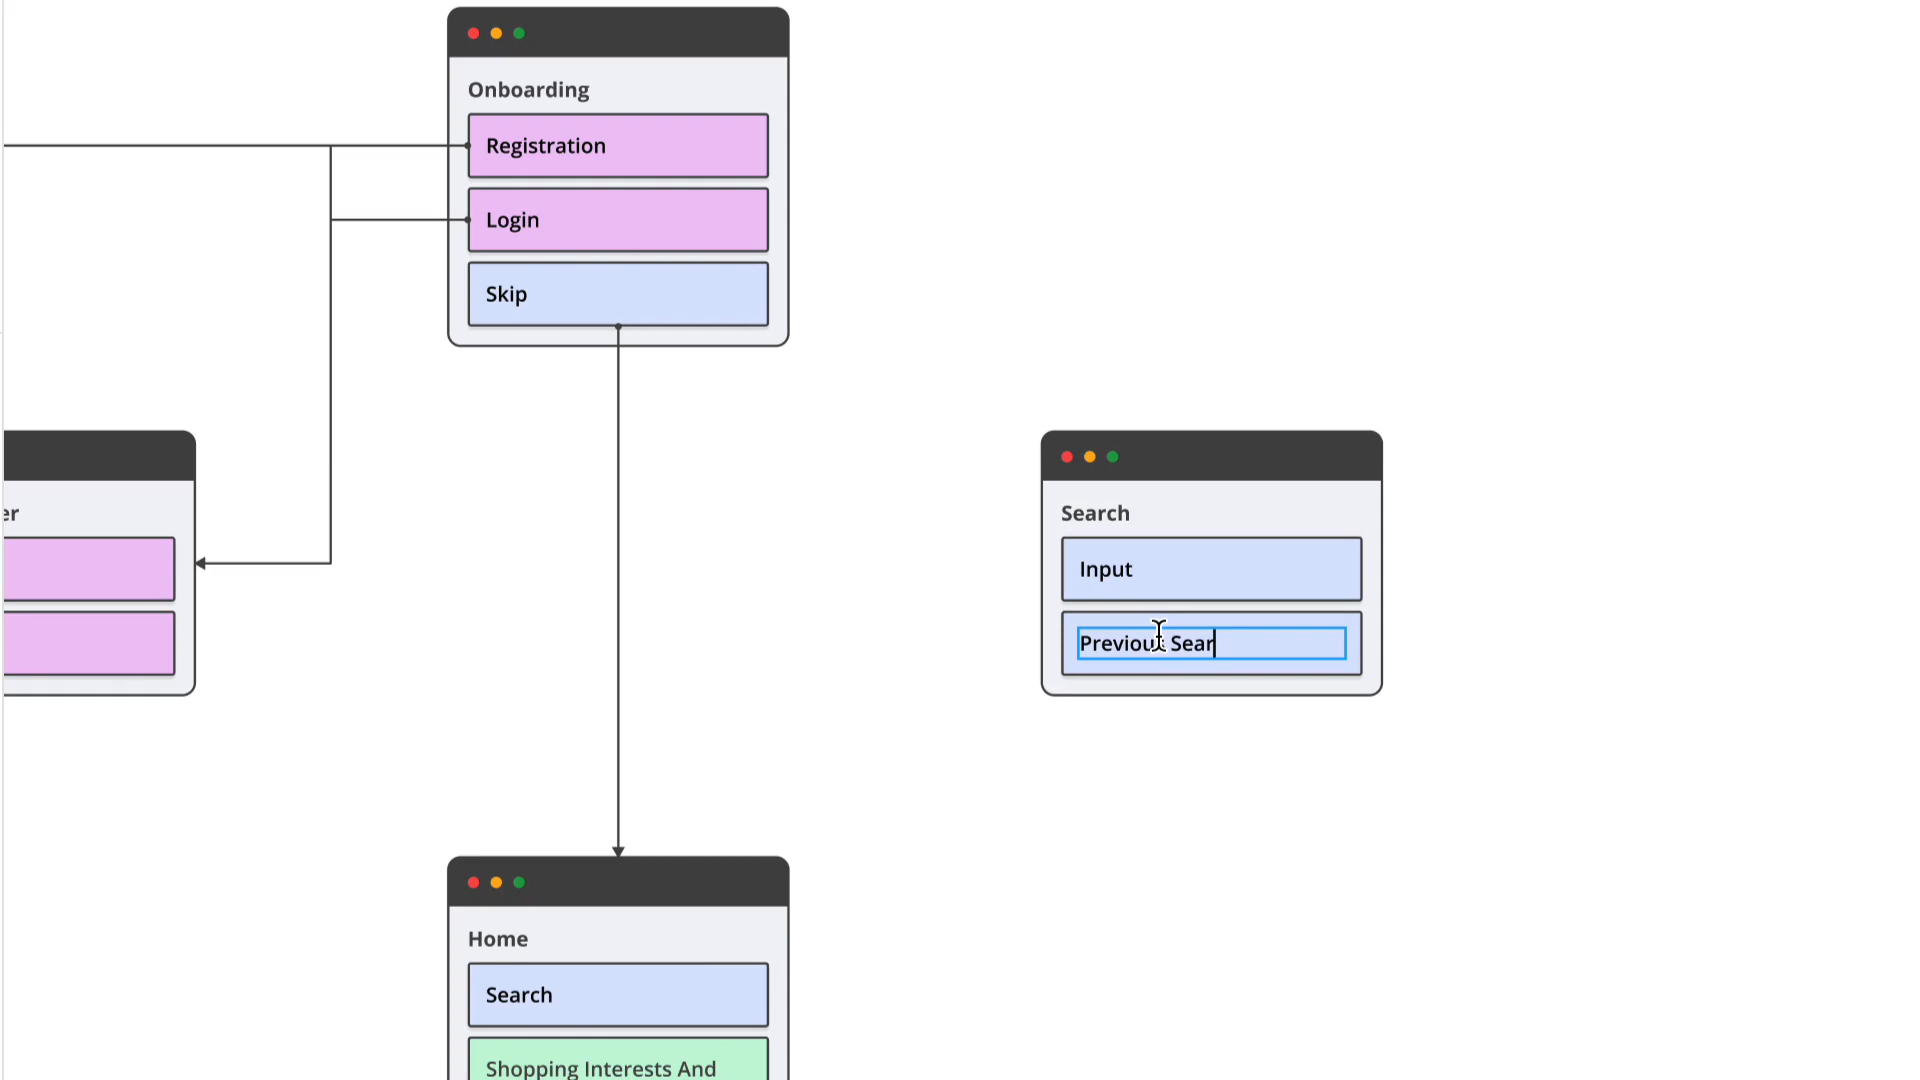 Onboarding
Registration
Login
Skip
er
Search
Input
Previous Sear
Home
Search
Shopping Interests And